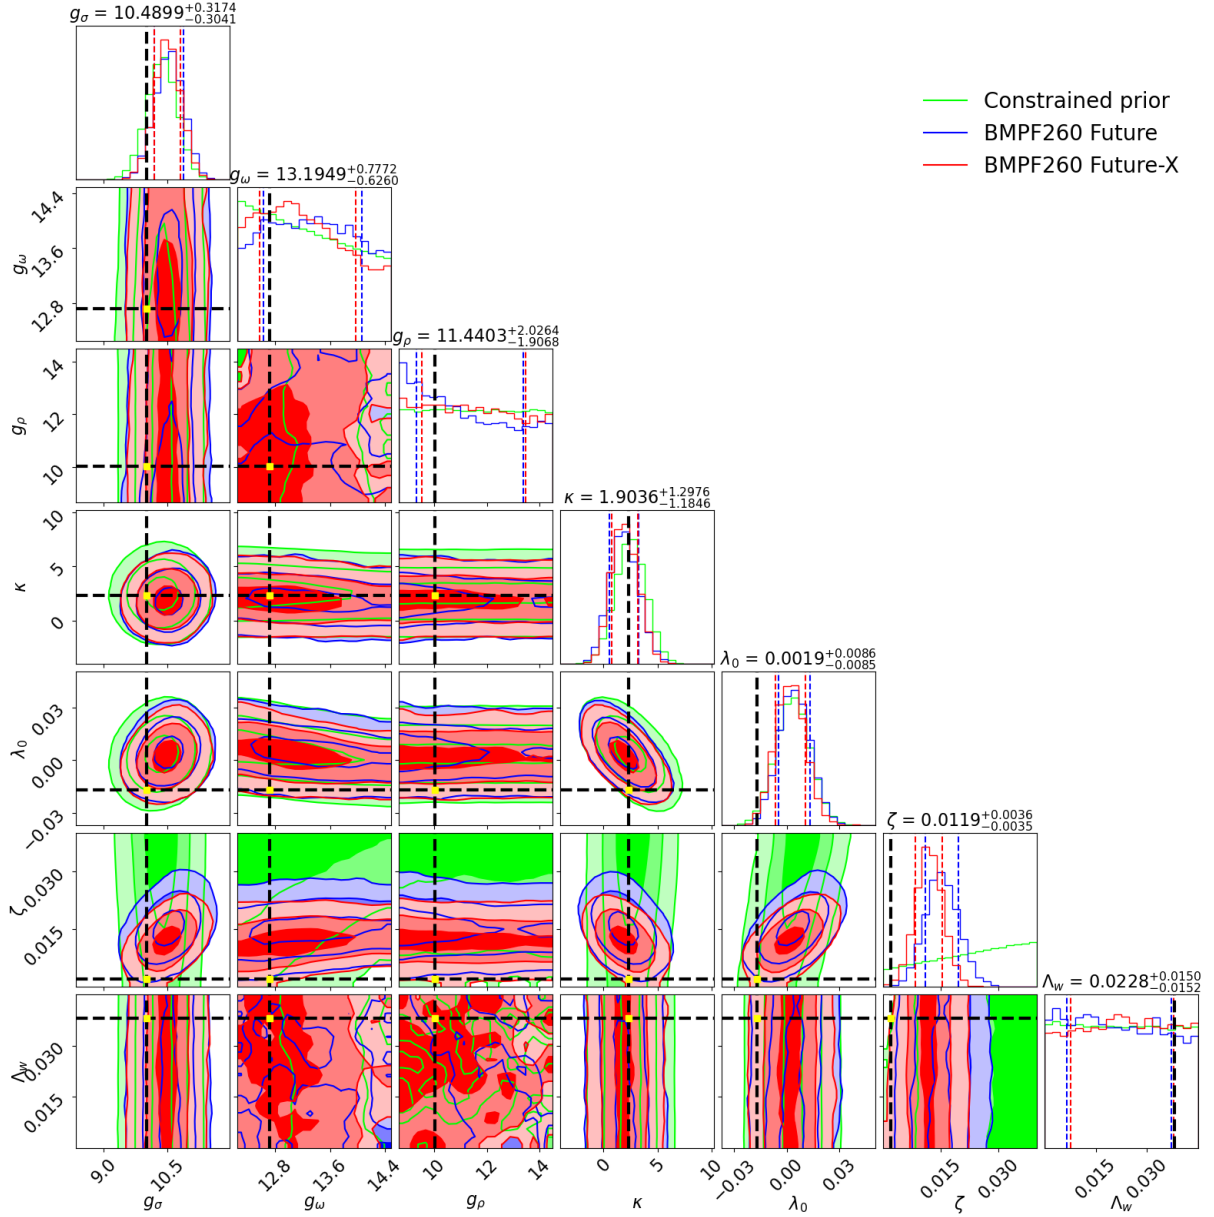 g_σ = 10.4899^{+0.3174}_{−0.3041}
Constrained prior
BMPF260 Future
BMPF260 Future-X
g_ω = 13.1949^{+0.7772}_{−0.6260}
14.4
13.6
12.8
g_ω
g_ρ = 11.4403^{+2.0264}_{−1.9068}
14
12
10
g_ρ
κ = 1.9036^{+1.2976}_{−1.1846}
10
5
0
κ
λ_0 = 0.0019^{+0.0086}_{−0.0085}
0.03
0.00
−0.03
λ_0
ζ = 0.0119^{+0.0036}_{−0.0035}
0.030
0.015
ζ
Λ_w = 0.0228^{+0.0150}_{−0.0152}
0.030
0.015
Λ_w
9.0 10.5 12.8 13.6 14.4 10 12 14 0 5 10 −0.03 0.00 0.03 0.015 0.030 0.015 0.030
g_σ g_ω g_ρ κ λ_0 ζ Λ_w